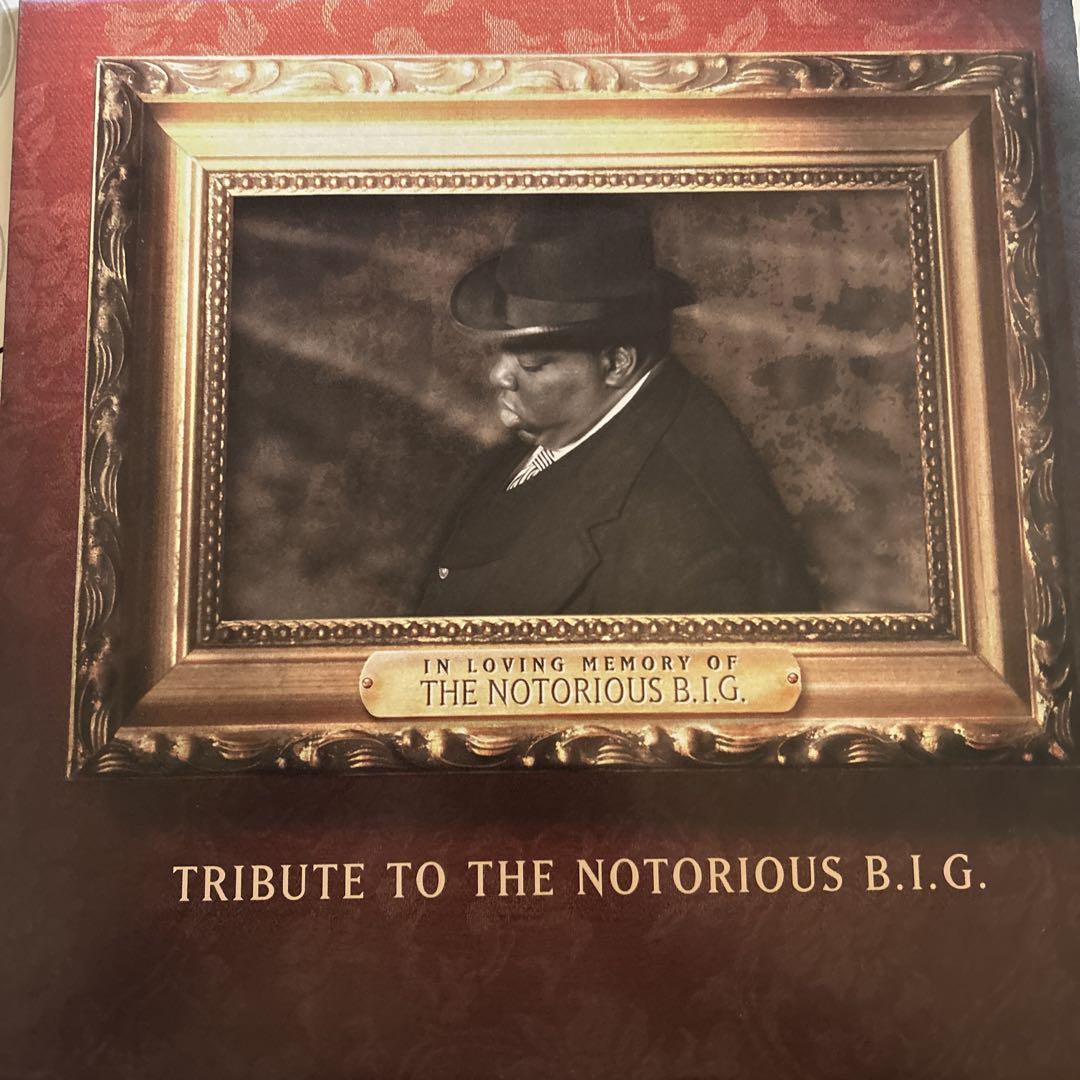 IN LOVING MEMORY OF
THE NOTORIOUS B.I.G.
TRIBUTE TO THE NOTORIOUS B.I.G.